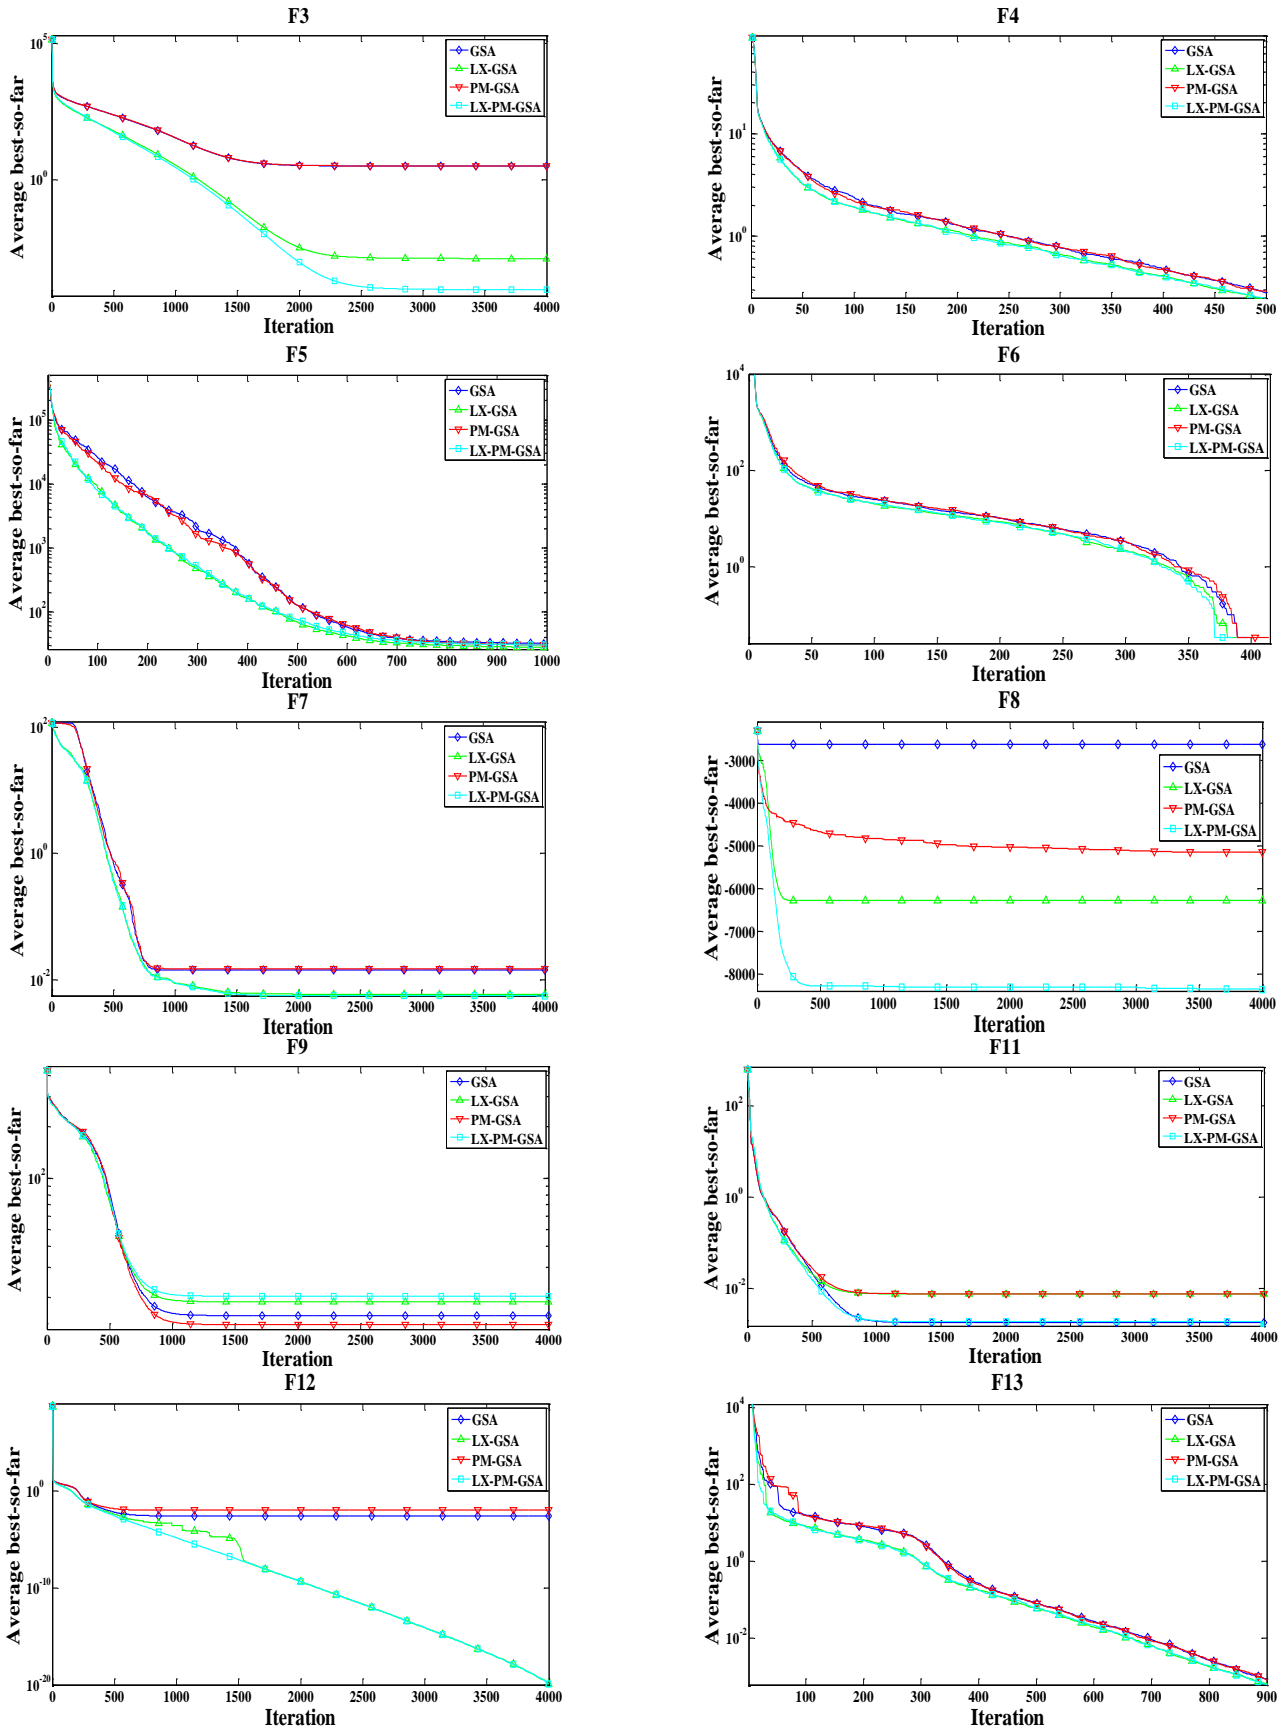 F3
Average best-so-far
10^5
10^0
GSA
LX-GSA
PM-GSA
LX-PM-GSA
0 500 1000 1500 2000 2500 3000 3500 4000
Iteration
F4
Average best-so-far
10^1
10^0
GSA
LX-GSA
PM-GSA
LX-PM-GSA
0 50 100 150 200 250 300 350 400 450 500
Iteration
F5
Average best-so-far
10^5
10^4
10^3
10^2
GSA
LX-GSA
PM-GSA
LX-PM-GSA
0 100 200 300 400 500 600 700 800 900 1000
Iteration
F6
Average best-so-far
10^4
10^2
10^0
GSA
LX-GSA
PM-GSA
LX-PM-GSA
0 50 100 150 200 250 300 350 400
Iteration
F7
Average best-so-far
10^2
10^0
10^-2
GSA
LX-GSA
PM-GSA
LX-PM-GSA
0 500 1000 1500 2000 2500 3000 3500 4000
Iteration
F8
Average best-so-far
-3000
-4000
-5000
-6000
-7000
-8000
GSA
LX-GSA
PM-GSA
LX-PM-GSA
0 500 1000 1500 2000 2500 3000 3500 4000
Iteration
F9
Average best-so-far
10^2
GSA
LX-GSA
PM-GSA
LX-PM-GSA
0 500 1000 1500 2000 2500 3000 3500 4000
Iteration
F11
Average best-so-far
10^2
10^0
10^-2
GSA
LX-GSA
PM-GSA
LX-PM-GSA
0 500 1000 1500 2000 2500 3000 3500 4000
Iteration
F12
Average best-so-far
10^0
10^-10
10^-20
GSA
LX-GSA
PM-GSA
LX-PM-GSA
0 500 1000 1500 2000 2500 3000 3500 4000
Iteration
F13
Average best-so-far
10^4
10^2
10^0
10^-2
GSA
LX-GSA
PM-GSA
LX-PM-GSA
100 200 300 400 500 600 700 800 900
Iteration